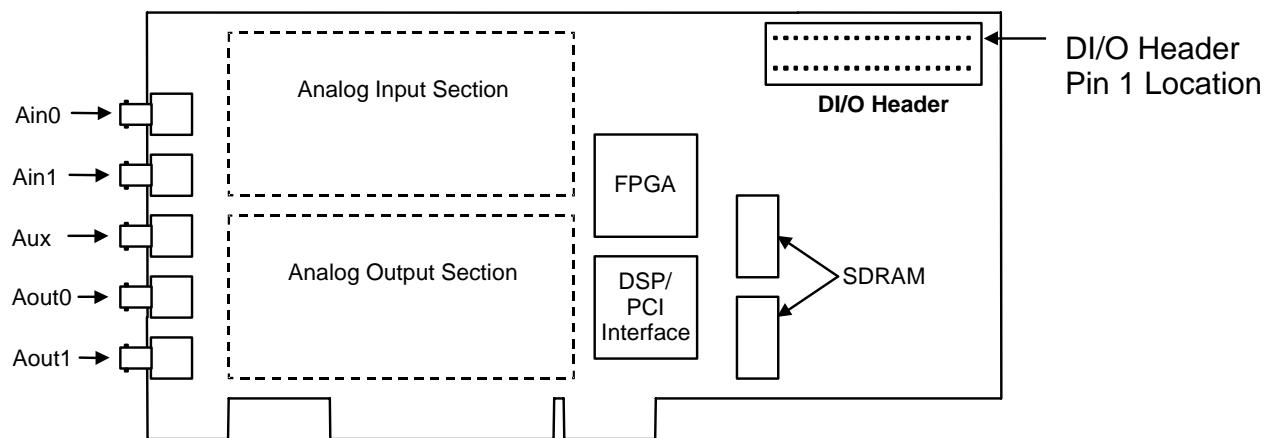 DI/O Header
Pin 1 Location
Analog Input Section
DI/O Header
Ain0
Ain1
FPGA
Aux
Analog Output Section
DSP/
PCI
Interface
SDRAM
Aout0
Aout1